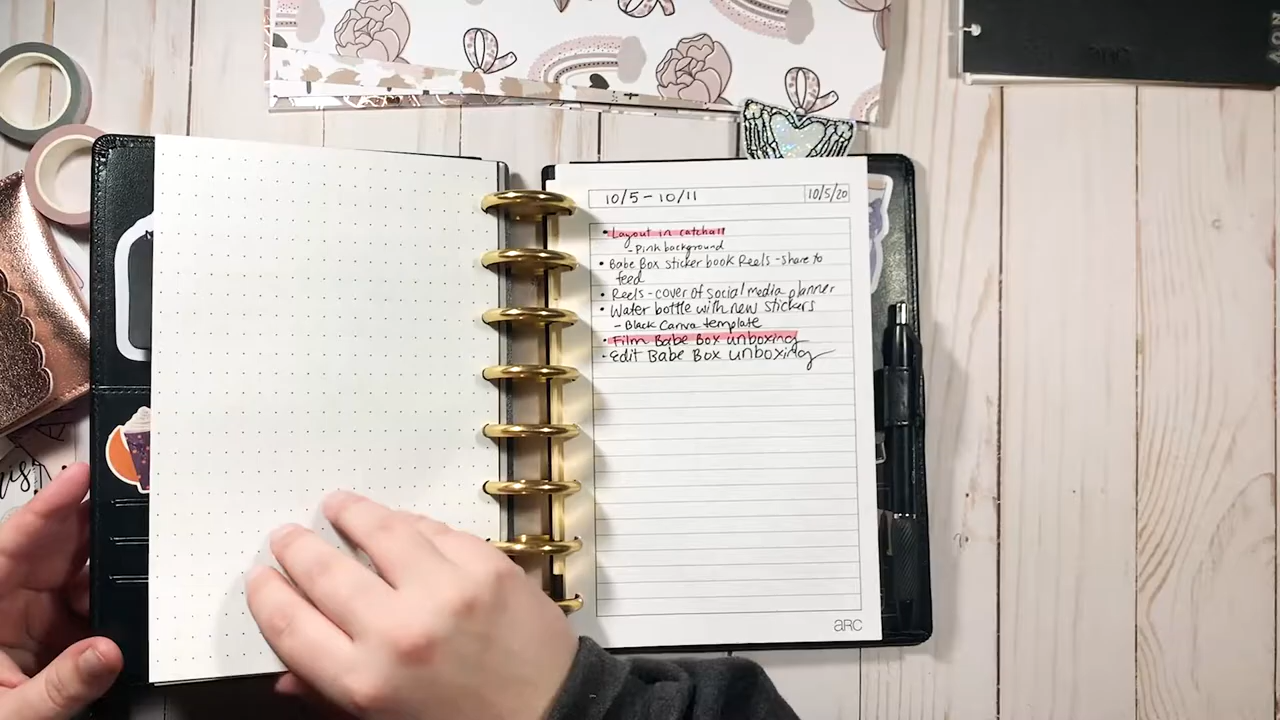 10/5 - 10/11
10/5/20
• Layout in catchall
- Pink background
• Babe Box sticker book Reels - share to
feed
• Reels - cover of social media planner
• Water bottle with new stickers
- Black Canva template
• Film Babe Box unboxing
• Edit Babe Box unboxing
arc